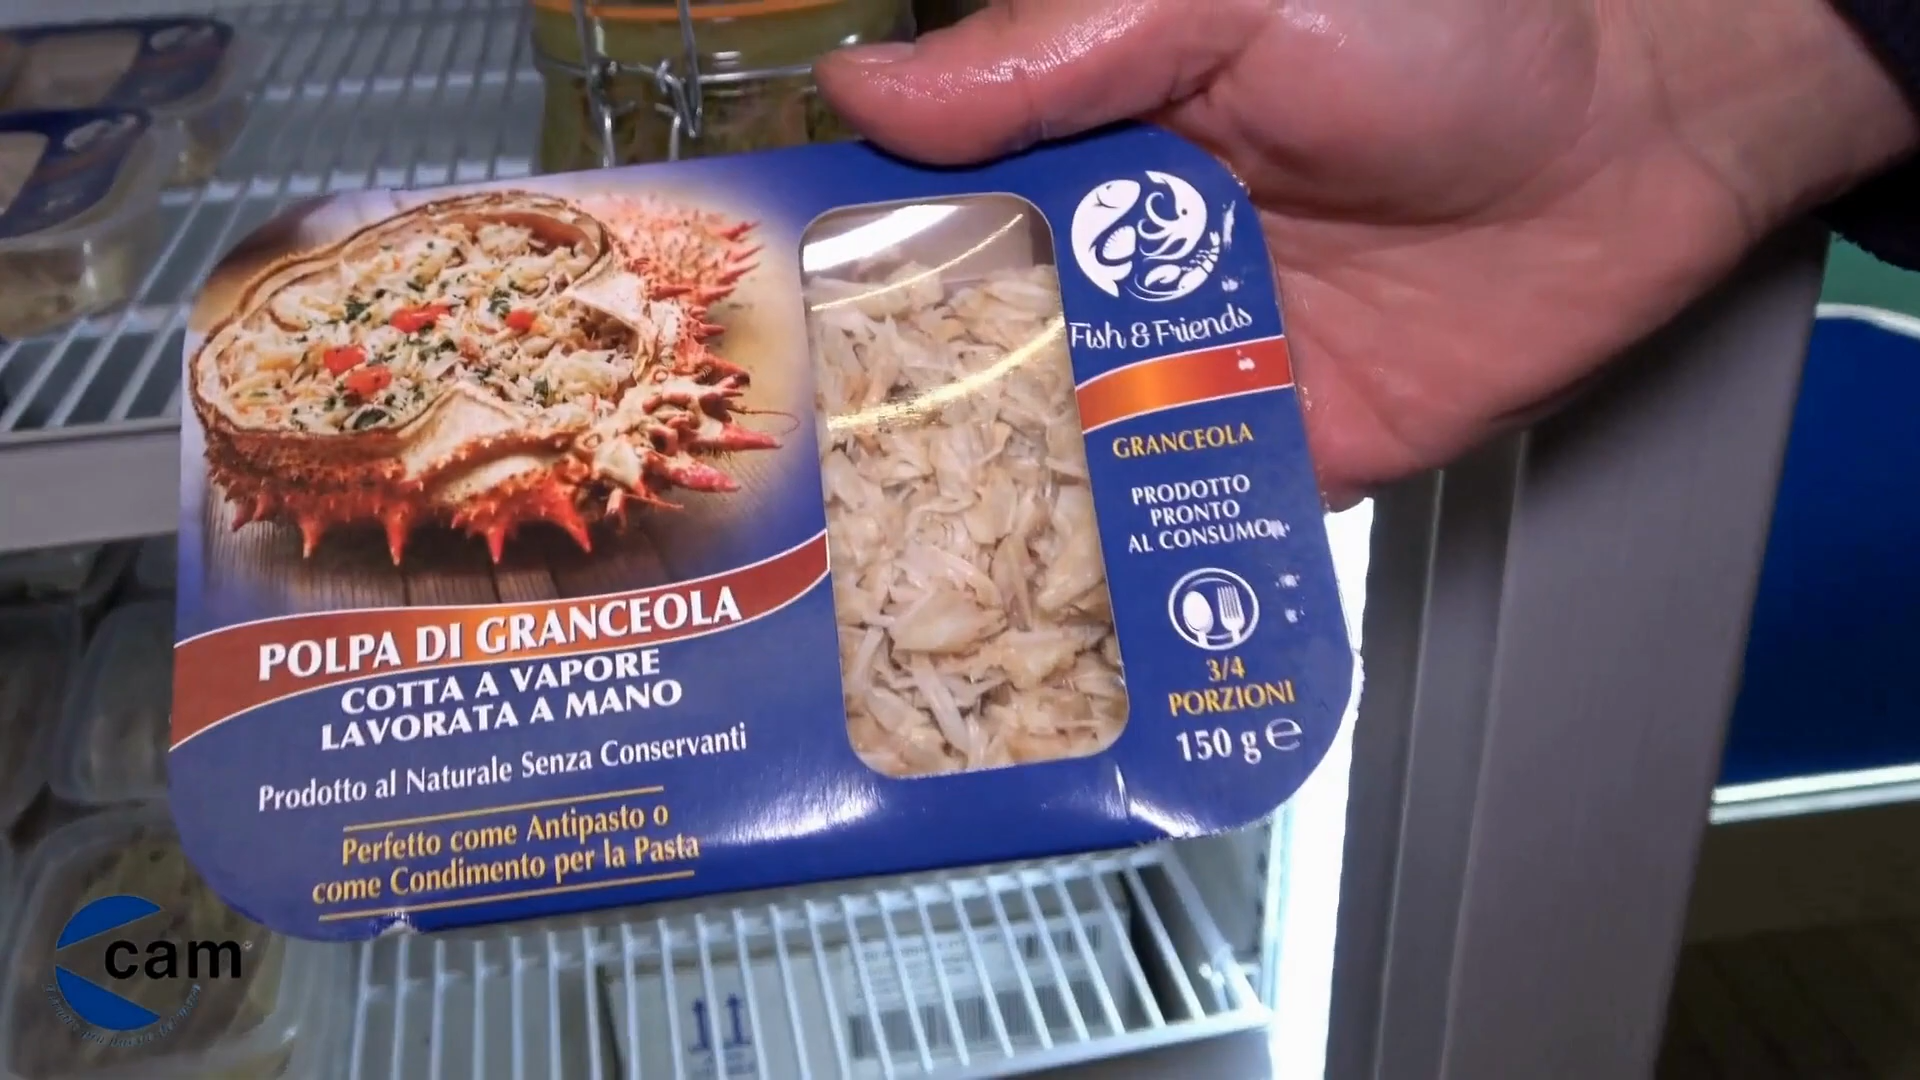 Fish & Friends
GRANCEOLA
PRODOTTO
PRONTO
AL CONSUMO
3/4
PORZIONI
150 g e
POLPA DI GRANCEOLA
COTTA A VAPORE
LAVORATA A MANO
Prodotto al Naturale Senza Conservanti
Perfetto come Antipasto o
come Condimento per la Pasta
cam